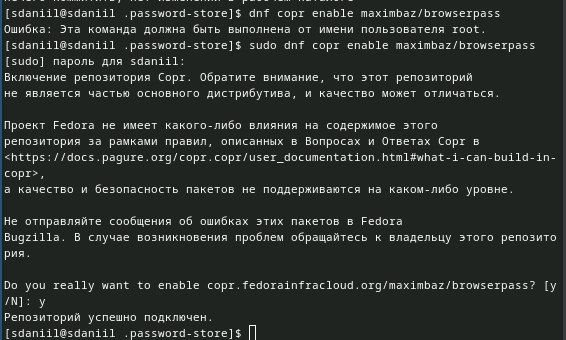 [sdaniil@sdaniil .password-store]$ dnf copr enable maximbaz/browserpass
Ошибка: Эта команда должна быть выполнена от имени пользователя root.
[sdaniil@sdaniil .password-store]$ sudo dnf copr enable maximbaz/browserpass
[sudo] пароль для sdaniil:
Включение репозитория Copr. Обратите внимание, что этот репозиторий
не является частью основного дистрибутива, и качество может отличаться.
Проект Fedora не имеет какого-либо влияния на содержимое этого
репозитория за рамками правил, описанных в Вопросах и Ответах Copr в
<https://docs.pagure.org/copr.copr/user_documentation.html#what-i-can-build-in-
copr>,
а качество и безопасность пакетов не поддерживаются на каком-либо уровне.
Не отправляйте сообщения об ошибках этих пакетов в Fedora
Bugzilla. В случае возникновения проблем обращайтесь к владельцу этого репозито
рия.
Do you really want to enable copr.fedorainfracloud.org/maximbaz/browserpass? [y
/N]: y
Репозиторий успешно подключен.
[sdaniil@sdaniil .password-store]$